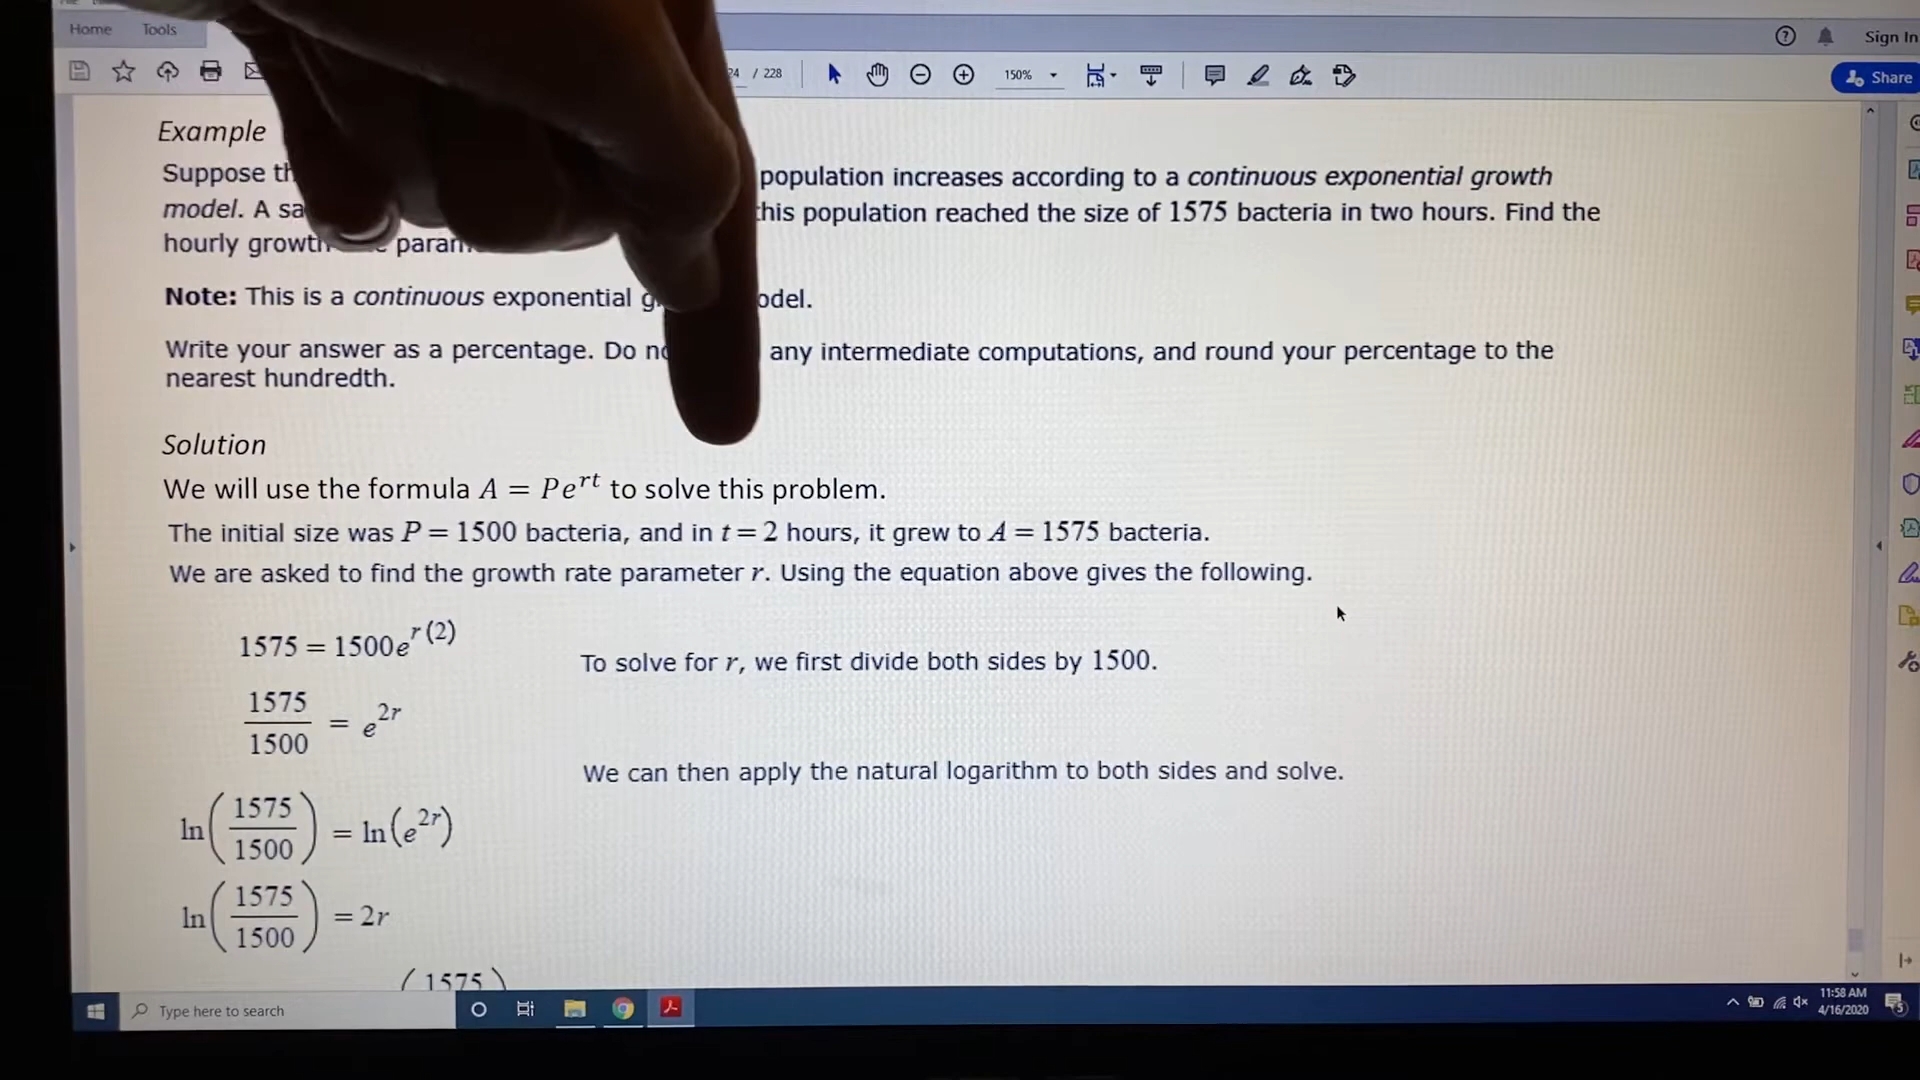 Home Tools
Sign In
/ 228 150% Share
Example
Suppose population increases according to a continuous exponential growth
model. A this population reached the size of 1575 bacteria in two hours. Find the
hourly
Note: This is a continuous exponential
Write your answer as a percentage. Do any intermediate computations, and round your percentage to the
nearest hundredth.
Solution
We will use the formula A = Pe^{rt} to solve this problem.
The initial size was P = 1500 bacteria, and in t = 2 hours, it grew to A = 1575 bacteria.
We are asked to find the growth rate parameter r. Using the equation above gives the following.
1575 = 1500e^{r(2)}
To solve for r, we first divide both sides by 1500.
1575/1500 = e^{2r}
We can then apply the natural logarithm to both sides and solve.
ln(1575/1500) = ln(e^{2r})
ln(1575/1500) = 2r
(1575)
Type here to search
11:58 AM
4/16/2020
5